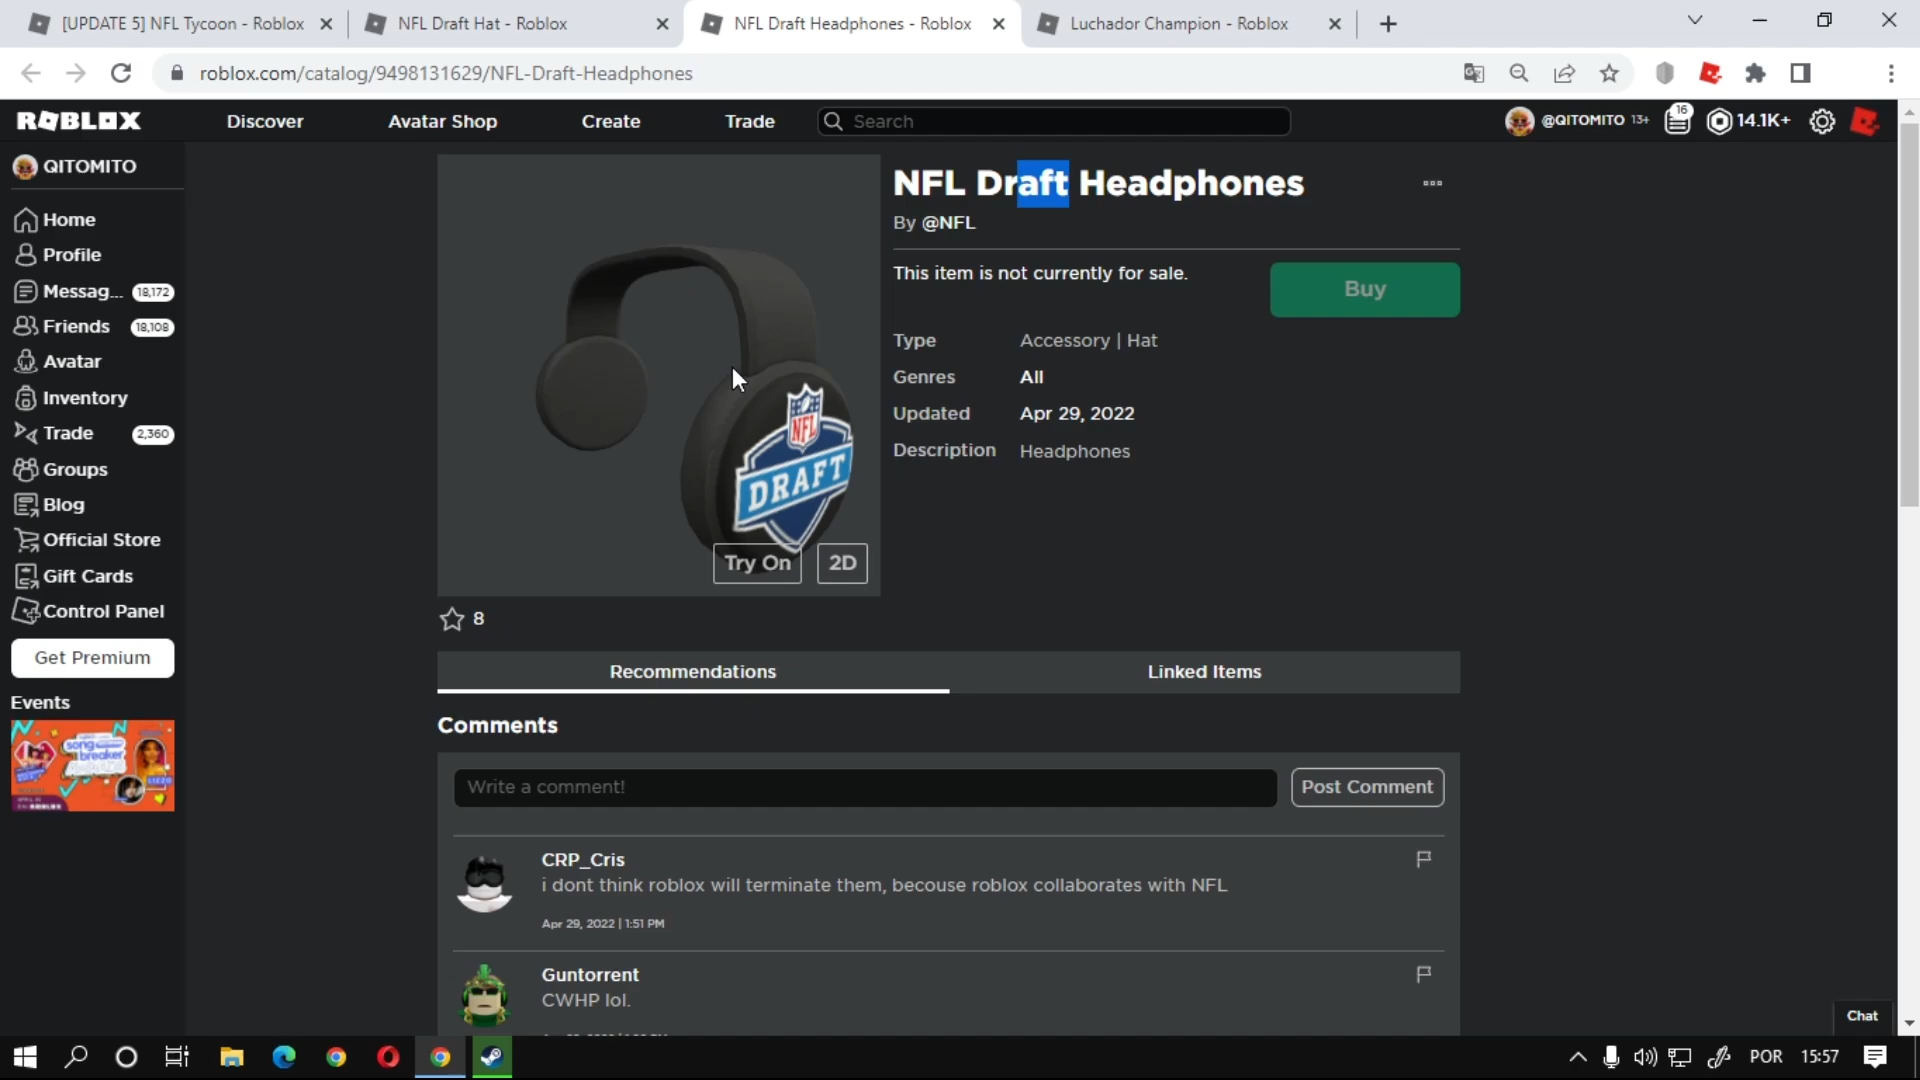 [UPDATE 5] NFL Tycoon - Roblox
NFL Draft Hat - Roblox
NFL Draft Headphones - Roblox
Luchador Champion - Roblox
roblox.com/catalog/9498131629/NFL-Draft-Headphones
ROBLOX
Discover
Avatar Shop
Create
Trade
Search
@QITOMITO 13+
16
14.1K+
QITOMITO
Home
Profile
Messag... 18,172
Friends 18,108
Avatar
Inventory
Trade 2,360
Groups
Blog
Official Store
Gift Cards
Control Panel
Get Premium
Events
song
breaker
AWARDS
LIZZO
NFL
DRAFT
Try On
2D
8
NFL Draft Headphones
By @NFL
This item is not currently for sale.
Buy
Type Accessory | Hat
Genres All
Updated Apr 29, 2022
Description Headphones
Recommendations
Linked Items
Comments
Write a comment!
Post Comment
CRP_Cris
i dont think roblox will terminate them, becouse roblox collaborates with NFL
Apr 29, 2022 | 1:51 PM
Guntorrent
CWHP lol.
Chat
POR
15:57